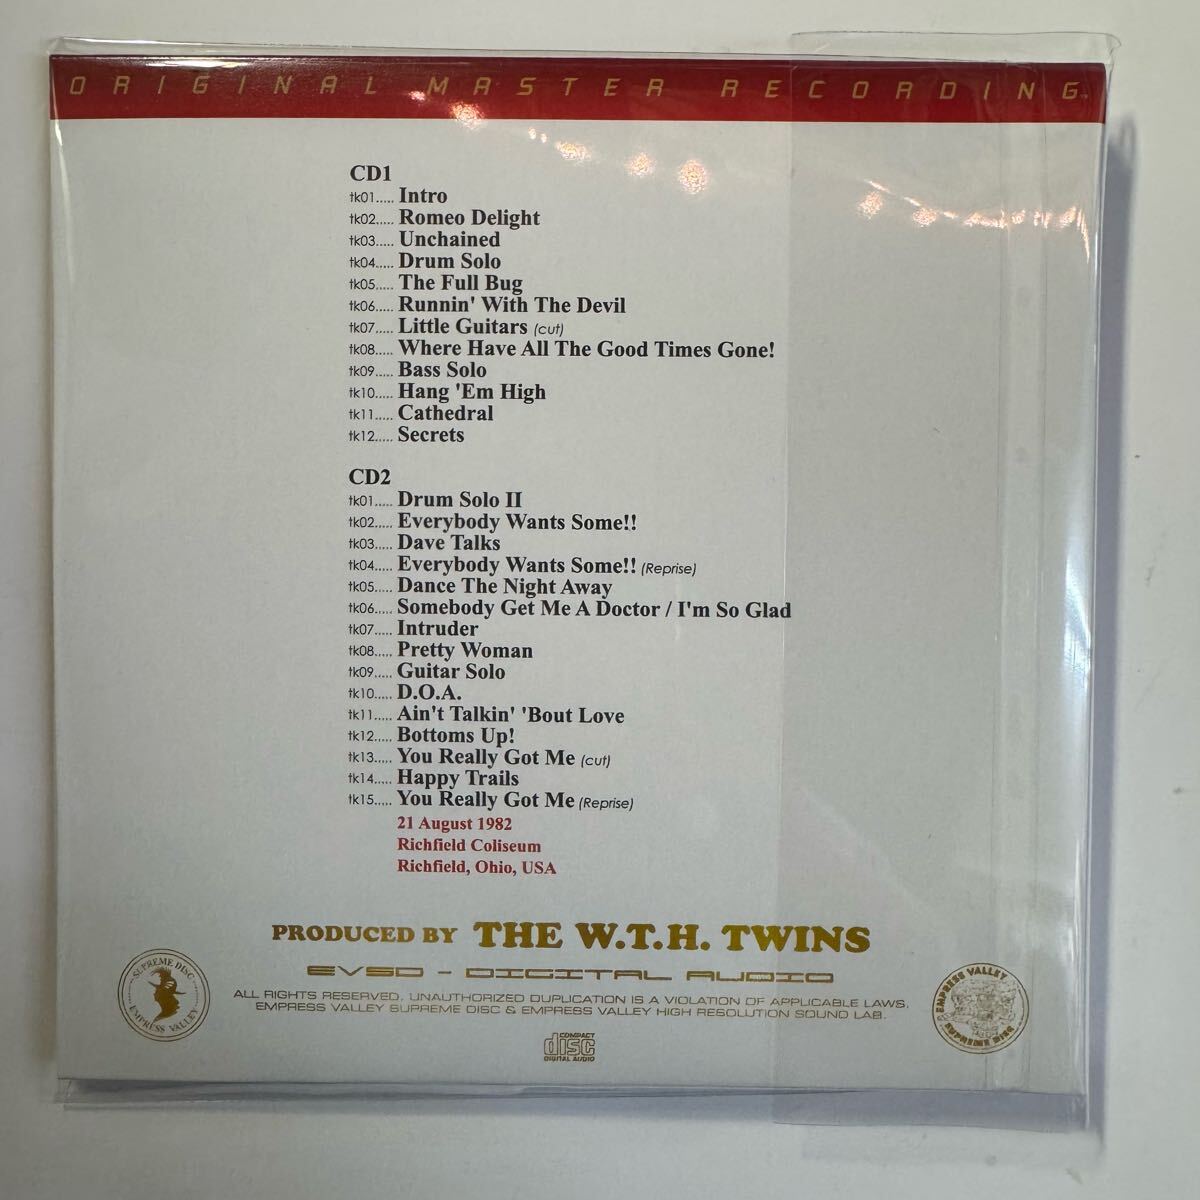 ORIGINAL MASTER RECORDING™
CD1
tk01..... Intro
tk02..... Romeo Delight
tk03..... Unchained
tk04..... Drum Solo
tk05..... The Full Bug
tk06..... Runnin' With The Devil
tk07..... Little Guitars (cut)
tk08..... Where Have All The Good Times Gone!
tk09..... Bass Solo
tk10..... Hang 'Em High
tk11..... Cathedral
tk12..... Secrets
CD2
tk01..... Drum Solo II
tk02..... Everybody Wants Some!!
tk03..... Dave Talks
tk04..... Everybody Wants Some!! (Reprise)
tk05..... Dance The Night Away
tk06..... Somebody Get Me A Doctor / I'm So Glad
tk07..... Intruder
tk08..... Pretty Woman
tk09..... Guitar Solo
tk10..... D.O.A.
tk11..... Ain't Talkin' 'Bout Love
tk12..... Bottoms Up!
tk13..... You Really Got Me (cut)
tk14..... Happy Trails
tk15..... You Really Got Me (Reprise)
21 August 1982
Richfield Coliseum
Richfield, Ohio, USA
PRODUCED BY THE W.T.H. TWINS
EVSD - DIGITAL AUDIO
ALL RIGHTS RESERVED. UNAUTHORIZED DUPLICATION IS A VIOLATION OF APPLICABLE LAWS.
EMPRESS VALLEY SUPREME DISC & EMPRESS VALLEY HIGH RESOLUTION SOUND LAB.
SUPREME DISC
EMPRESS VALLEY
EMPRESS VALLEY
SUPREME DISC
COMPACT
disc
DIGITAL AUDIO